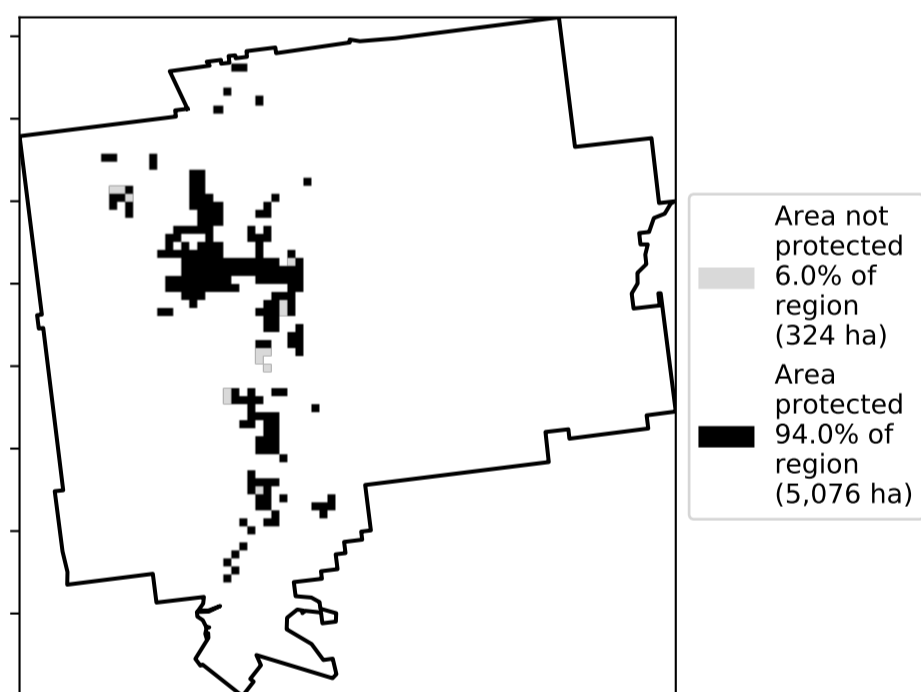 Area not
protected
6.0% of
region
(324 ha)
Area
protected
94.0% of
region
(5,076 ha)